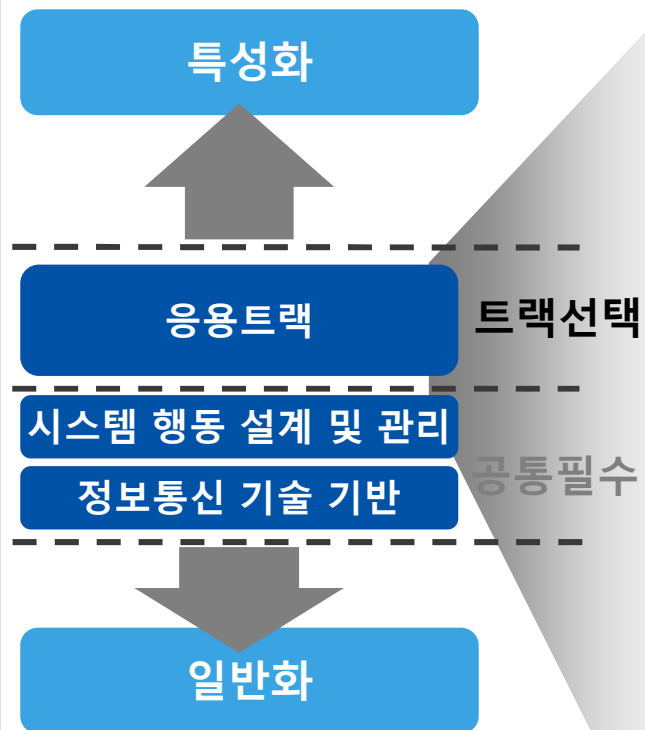 특성화
응용트랙
트랙선택
시스템 행동 설계 및 관리
공통필수
정보통신 기술 기반
일반화